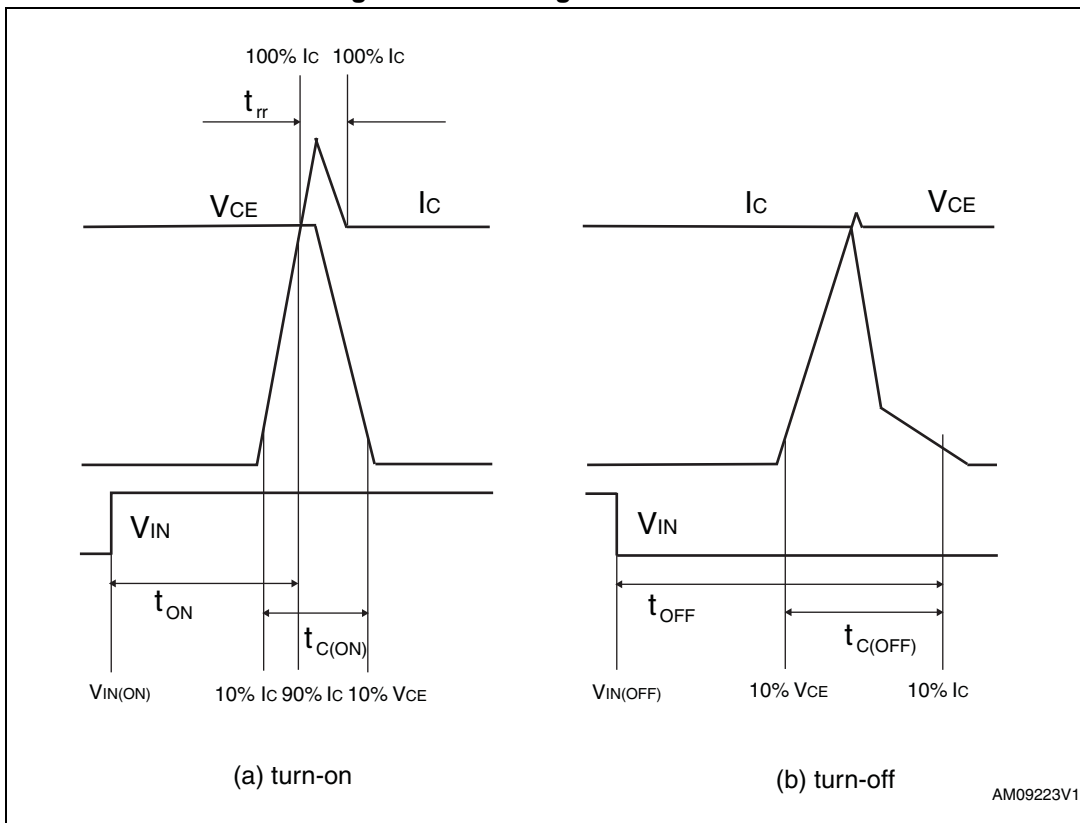 100% IC 100% IC
trr
VCE IC
IC VCE
VIN
VIN
tON
tC(ON)
tOFF
tC(OFF)
VIN(ON) 10% IC 90% IC 10% VCE
VIN(OFF) 10% VCE 10% IC
(a) turn-on
(b) turn-off
AM09223V1